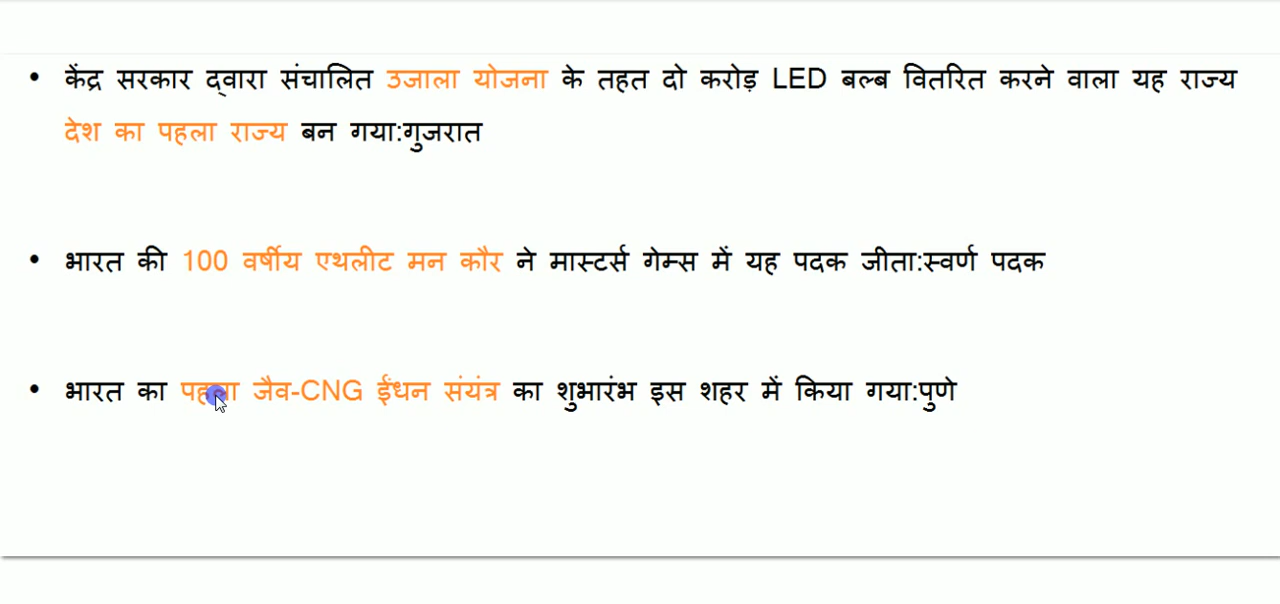 • केंद्र सरकार द्वारा संचालित उजाला योजना के तहत दो करोड़ LED बल्ब वितरित करने वाला यह राज्य
देश का पहला राज्य बन गया:गुजरात
• भारत की 100 वर्षीय एथलीट मन कौर ने मास्टर्स गेम्स में यह पदक जीता:स्वर्ण पदक
• भारत का पहला जैव-CNG ईंधन संयंत्र का शुभारंभ इस शहर में किया गया:पुणे